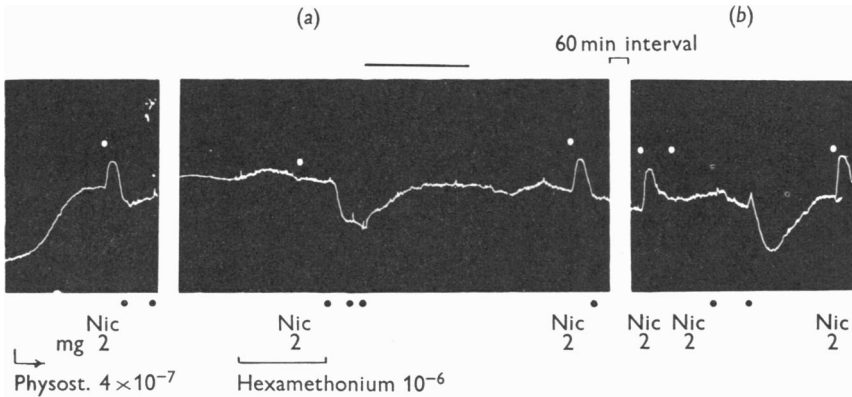 (a) (b)
60 min interval
Nic Nic Nic Nic Nic Nic
mg 2 2 2 2 2 2
Physost. 4×10⁻⁷ Hexamethonium 10⁻⁶